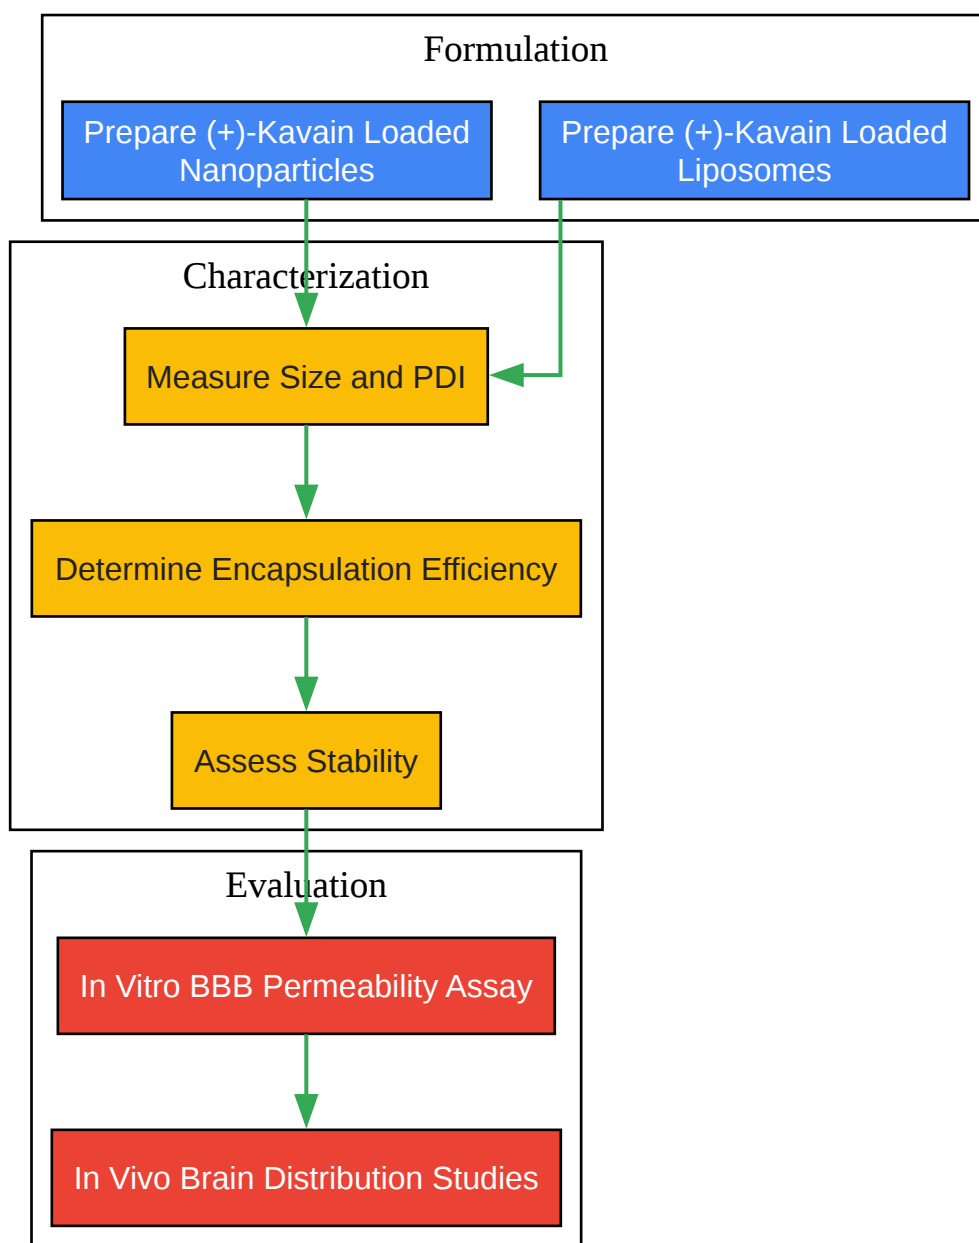 Formulation
Prepare (+)-Kavain Loaded
Nanoparticles
Prepare (+)-Kavain Loaded
Liposomes
Characterization
Measure Size and PDI
Determine Encapsulation Efficiency
Assess Stability
Evaluation
In Vitro BBB Permeability Assay
In Vivo Brain Distribution Studies